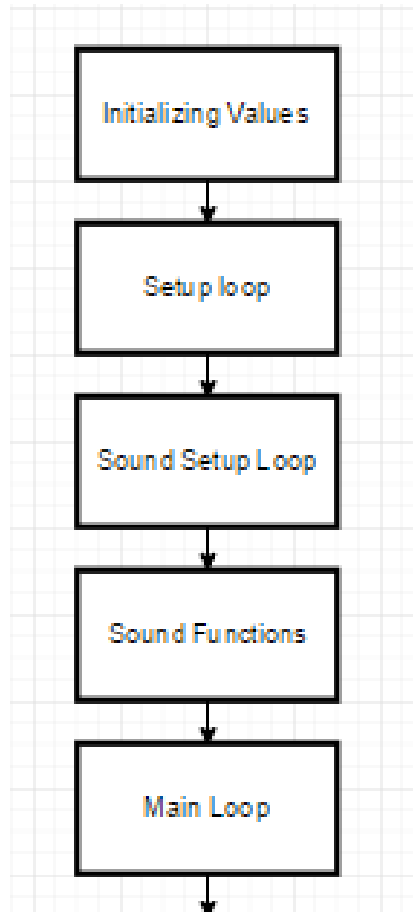 Initializing Values
Setup loop
Sound Setup Loop
Sound Functions
Main Loop